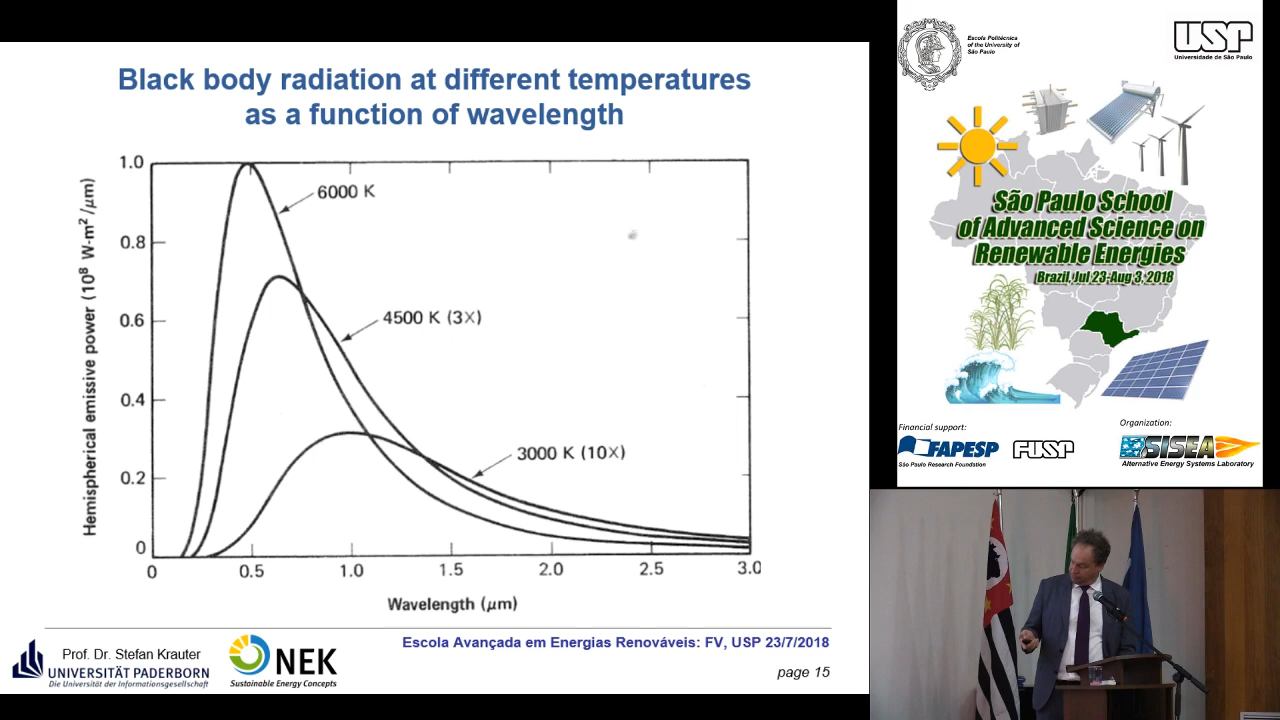 Black body radiation at different temperatures
as a function of wavelength
Hemispherical emissive power (10⁸ W·m²/μm)
1.0
0.8
0.6
0.4
0.2
0
6000 K
4500 K (3×)
3000 K (10×)
0
0.5
1.0
1.5
2.0
2.5
3.0
Wavelength (μm)
Prof. Dr. Stefan Krauter
UNIVERSITÄT PADERBORN
Die Universität der Informationsgesellschaft
NEK
Sustainable Energy Concepts
Escola Avançada em Energias Renováveis: FV, USP 23/7/2018
page 15
Escola Politécnica
of the University of
São Paulo
USP
Universidade de São Paulo
São Paulo School
of Advanced Science on
Renewable Energies
Brazil, Jul 23-Aug 3, 2018
Financial support:
FAPESP
São Paulo Research Foundation
FUSP
Organization:
SISEA
Alternative Energy Systems Laboratory